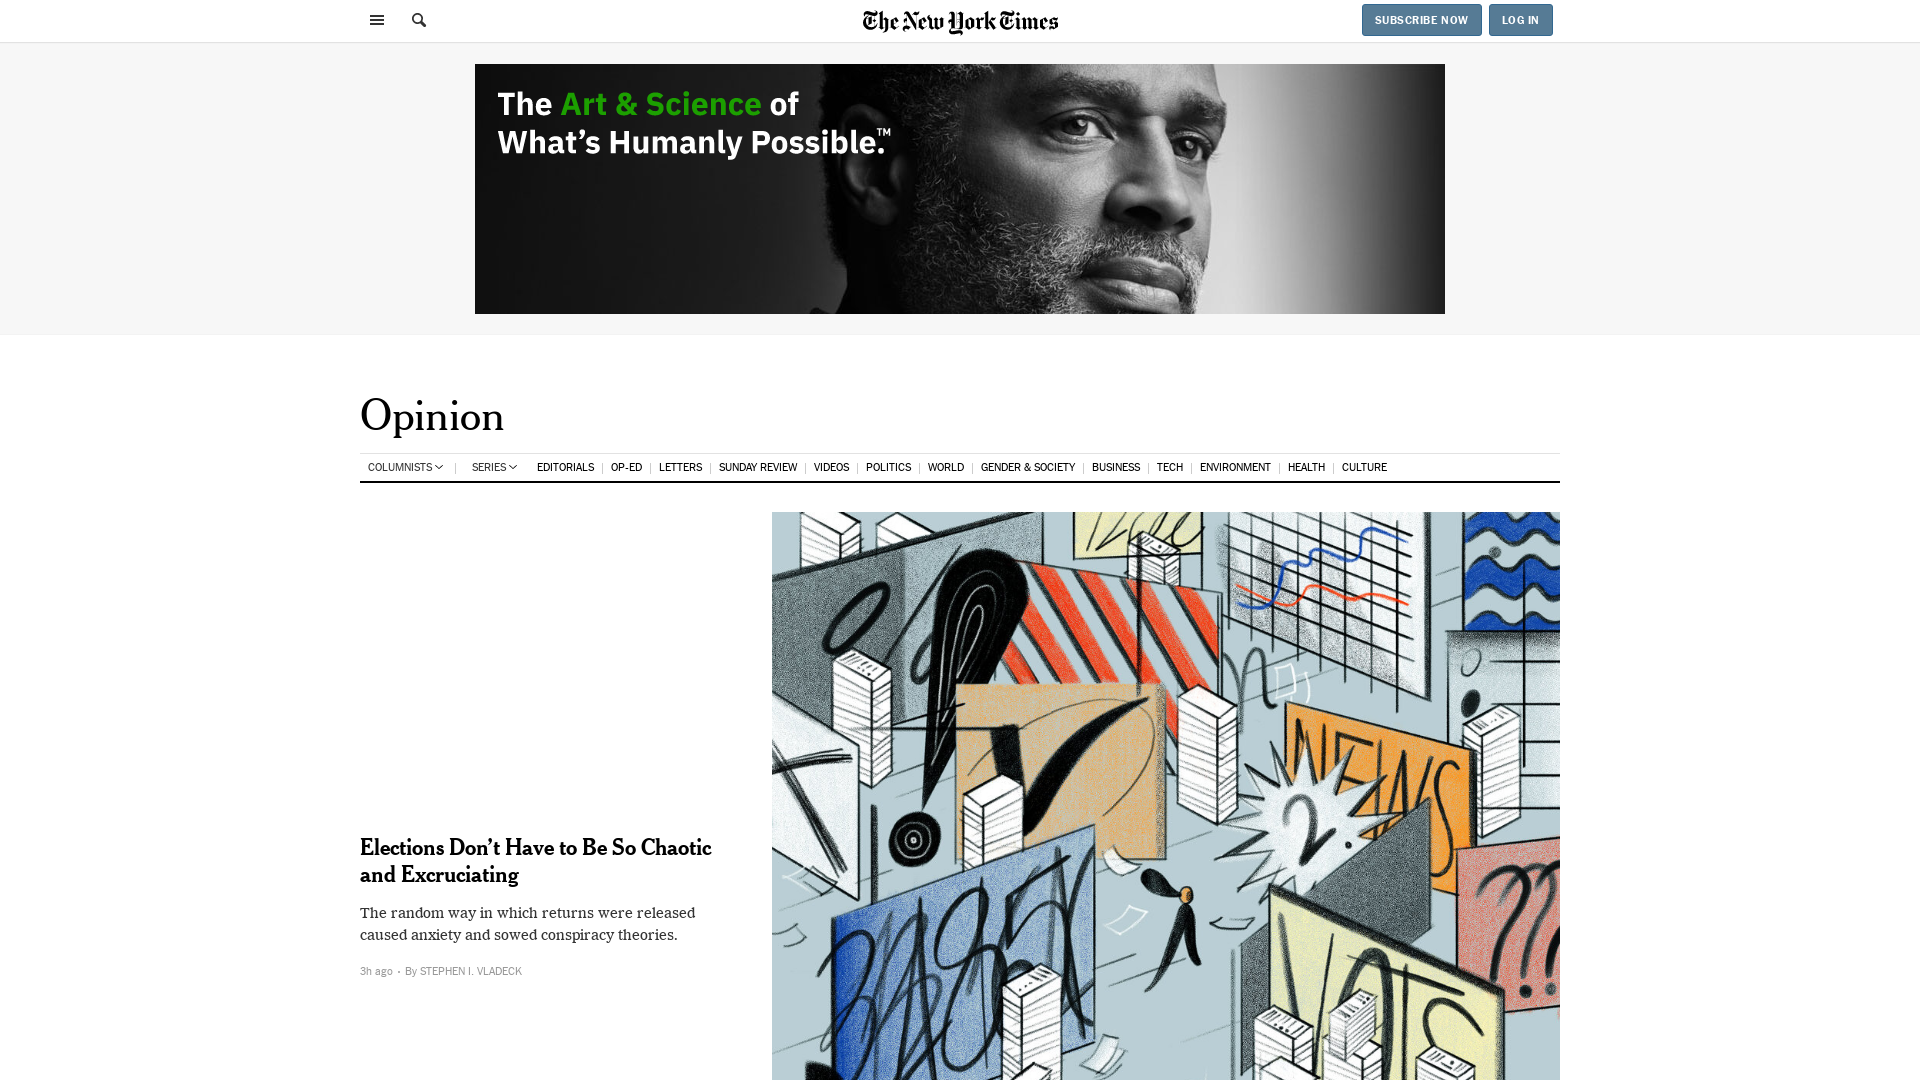 The New York Times
SUBSCRIBE NOW
LOG IN
The Art & Science of
What's Humanly Possible.™
Opinion
COLUMNISTS
SERIES
EDITORIALS
OP-ED
LETTERS
SUNDAY REVIEW
VIDEOS
POLITICS
WORLD
GENDER & SOCIETY
BUSINESS
TECH
ENVIRONMENT
HEALTH
CULTURE
Elections Don’t Have to Be So Chaotic
and Excruciating
The random way in which returns were released
caused anxiety and sowed conspiracy theories.
3h ago · By STEPHEN I. VLADECK
NEWS
2.
???